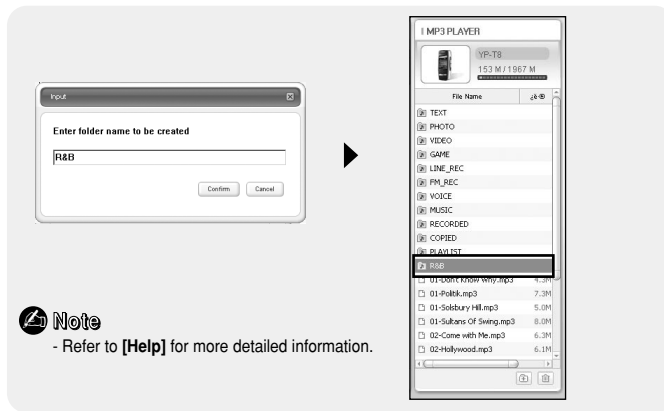 Input
Enter folder name to be created
R&B
Confirm Cancel
MP3 PLAYER
YP-T8
153 M / 1967 M
File Name ¿ë·®
TEXT
PHOTO
VIDEO
GAME
LINE_REC
FM_REC
VOICE
MUSIC
RECORDED
COPIED
PLAYLIST
R&B
01-Don't Know Why.mp3 4.3M
01-Politik.mp3 7.3M
01-Solsbury Hill.mp3 5.0M
01-Sultans Of Swing.mp3 8.0M
02-Come with Me.mp3 6.3M
02-Hollywood.mp3 6.1M
Note
- Refer to [Help] for more detailed information.